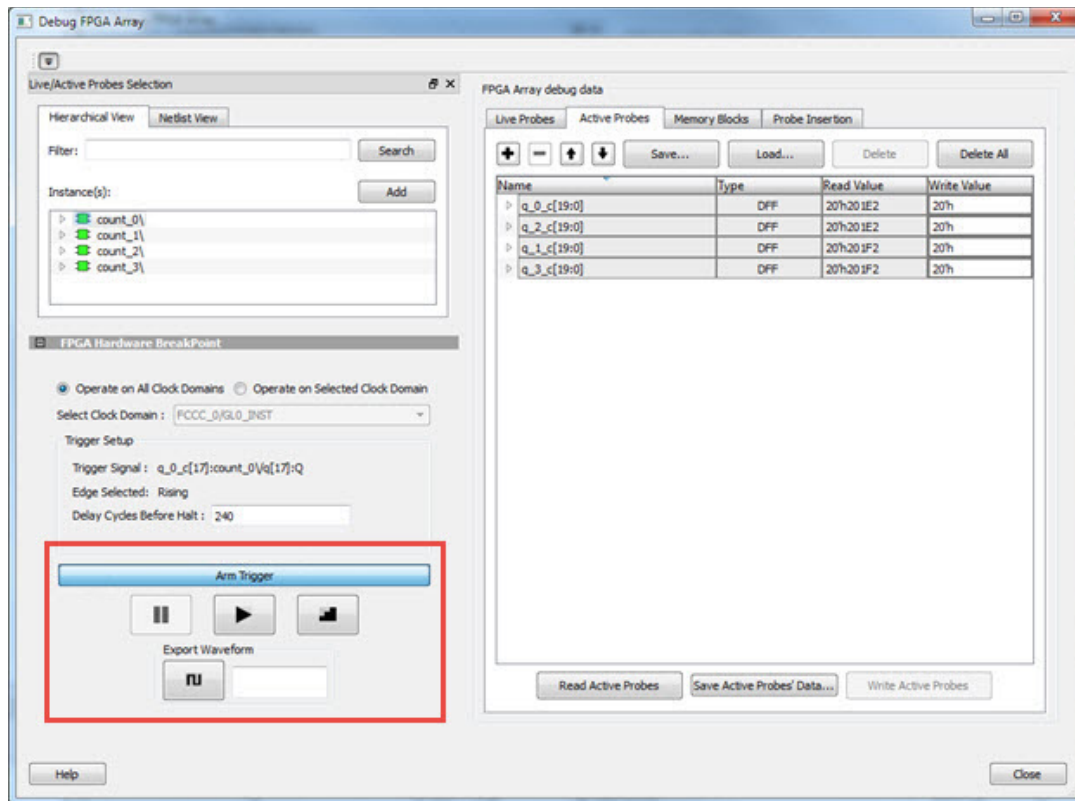 Debug FPGA Array
Live/Active Probes Selection
Hierarchical View Netlist View
Filter: Search
Instance(s): Add
count_0\
count_1\
count_2\
count_3\
FPGA Hardware BreakPoint
Operate on All Clock Domains Operate on Selected Clock Domain
Select Clock Domain : FCCC_0/GL0_INST
Trigger Setup
Trigger Signal : q_0_c[17]:count_0\/q[17]:Q
Edge Selected: Rising
Delay Cycles Before Halt : 240
Arm Trigger
Export Waveform
FPGA Array debug data
Live Probes Active Probes Memory Blocks Probe Insertion
Save... Load... Delete Delete All
Name Type Read Value Write Value
q_0_c[19:0] DFF 20'h201E2 20'h
q_2_c[19:0] DFF 20'h201E2 20'h
q_1_c[19:0] DFF 20'h201F2 20'h
q_3_c[19:0] DFF 20'h201F2 20'h
Read Active Probes Save Active Probes' Data... Write Active Probes
Help Close